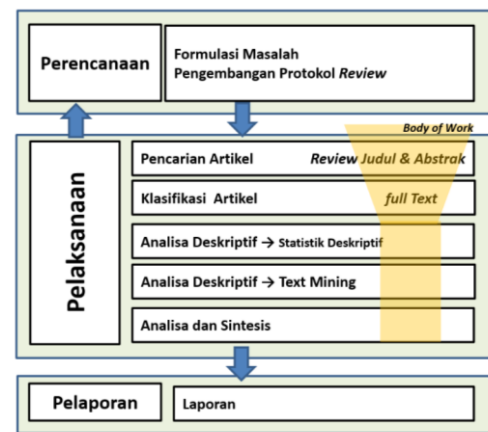 Perencanaan
Formulasi Masalah
Pengembangan Protokol Review
Body of Work
Pelaksanaan
Pencarian Artikel Review Judul & Abstrak
Klasifikasi Artikel full Text
Analisa Deskriptif → Statistik Deskriptif
Analisa Deskriptif → Text Mining
Analisa dan Sintesis
Pelaporan
Laporan